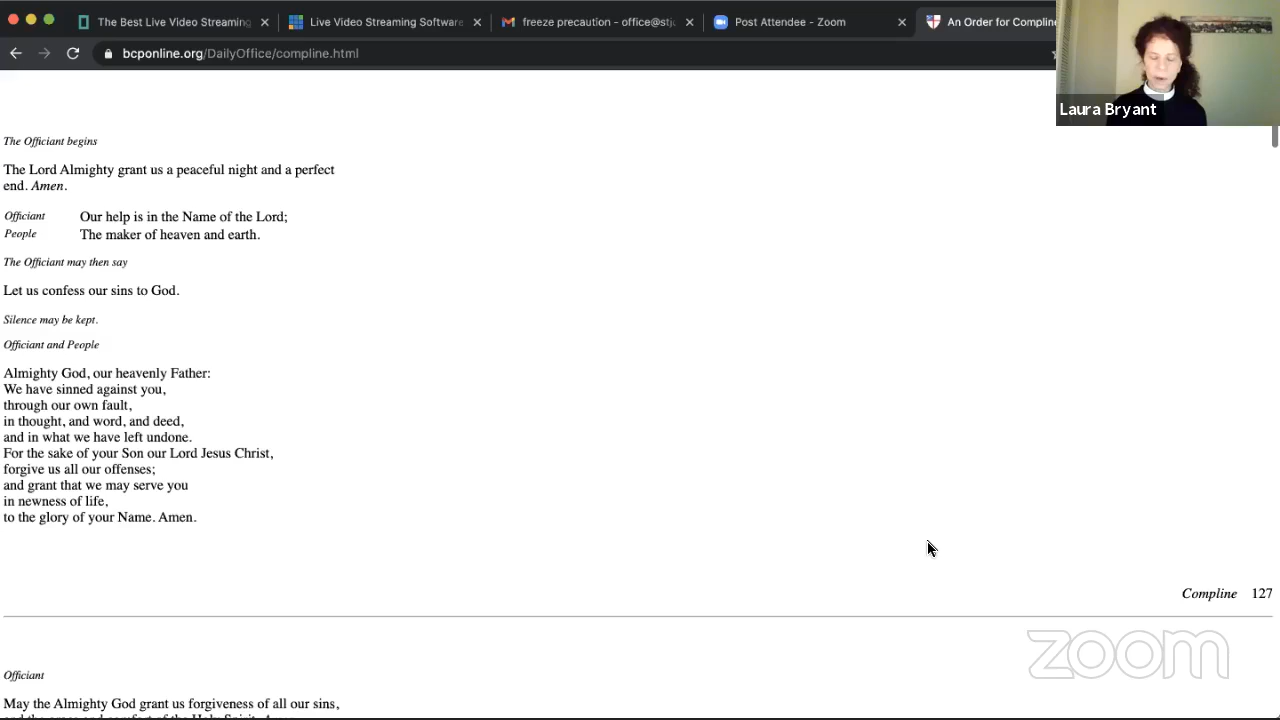 The Best Live Video Streaming
Live Video Streaming Software
freeze precaution - office@stju
Post Attendee - Zoom
An Order for Compline
bcponline.org/DailyOffice/compline.html
Laura Bryant
The Officiant begins
The Lord Almighty grant us a peaceful night and a perfect
end. Amen.
Officiant Our help is in the Name of the Lord;
People The maker of heaven and earth.
The Officiant may then say
Let us confess our sins to God.
Silence may be kept.
Officiant and People
Almighty God, our heavenly Father:
We have sinned against you,
through our own fault,
in thought, and word, and deed,
and in what we have left undone.
For the sake of your Son our Lord Jesus Christ,
forgive us all our offenses;
and grant that we may serve you
in newness of life,
to the glory of your Name. Amen.
Compline 127
zoom
Officiant
May the Almighty God grant us forgiveness of all our sins,